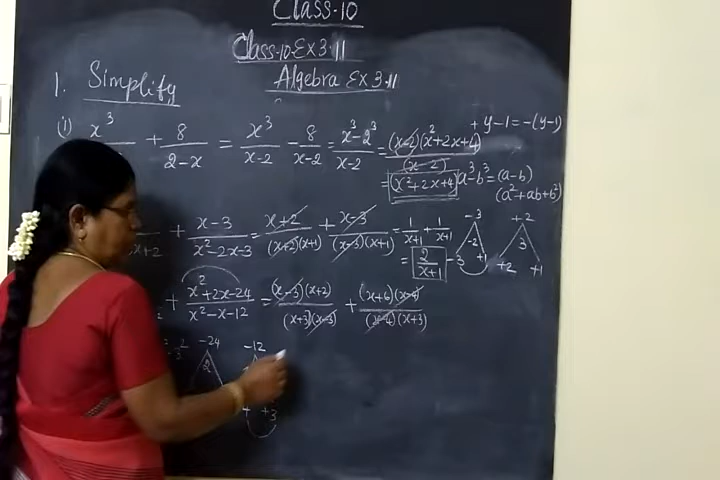 Class-10
Class-10-Ex 3.11
Algebra Ex 3.11
1. Simplify
(i) x³ + 8/(2-x) = x³/(x-2) - 8/(x-2) = (x³-2³)/(x-2) = (x-2)(x²+2x+4)/(x-2)
+ y-1 = -(y-1)
= (x²+2x+4)
a³-b³ = (a-b)
(a²+ab+b²)
x+2 + (x-3)/(x²-2x-3) = (x+2)/((x+2)(x+1)) + (x-3)/((x-3)(x+1)) = 1/(x+1) + 1/(x+1)
= 2/(x+1)
-3 -2 -3 +1
+2 3 +2 +1
+ (x²+2x-24)/(x²-x-12) = (x-3)(x+2)/((x+3)(x-3)) + (x+6)(x-4)/((x-4)(x+3))
-24 2
-12
+3